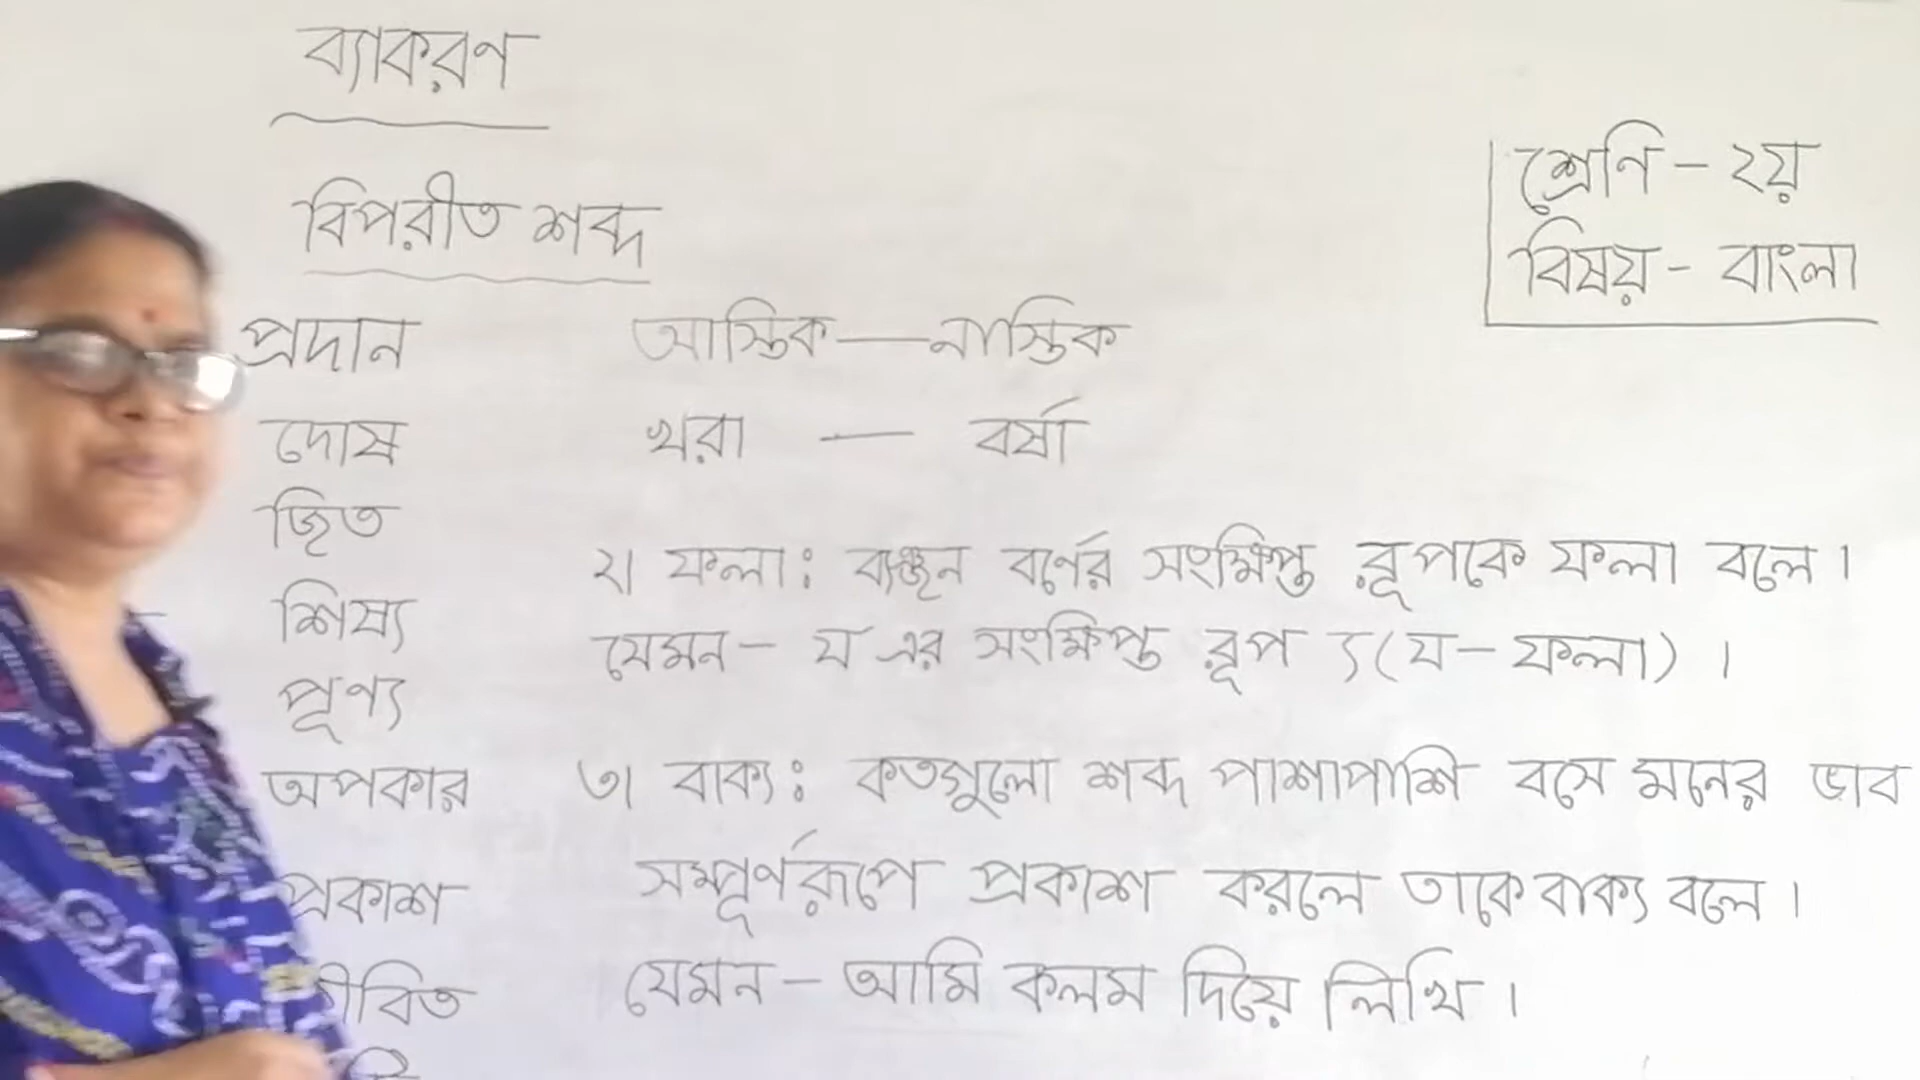 ব্যাকরণ
বিপরীত শব্দ
শ্রেণি - ২য়
বিষয় - বাংলা
প্রদান
দোষ
জিত
শিষ্য
পূণ্য
অপকার
প্রকাশ
আস্তিক — নাস্তিক
খরা — বর্ষা
২। ফলা : ব্যঞ্জন বর্ণের সংক্ষিপ্ত রূপকে ফলা বলে।
যেমন - য এর সংক্ষিপ্ত রূপ ্য (য - ফলা) ।
৩। বাক্য : কতগুলো শব্দ পাশাপাশি বসে মনের ভাব
সম্পূর্ণরূপে প্রকাশ করলে তাকে বাক্য বলে।
যেমন - আমি কলম দিয়ে লিখি।